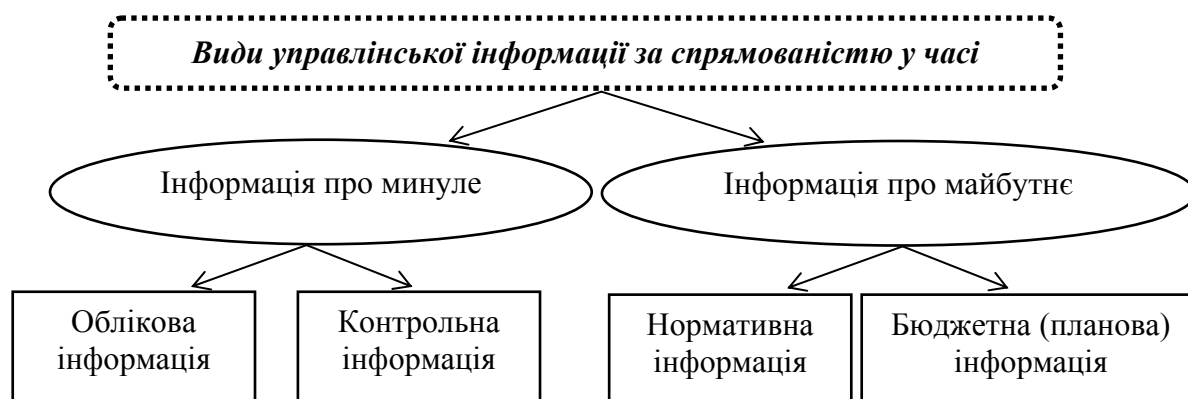 Види управлінської інформації за спрямованістю у часі
Інформація про минуле
Інформація про майбутнє
Облікова
інформація
Контрольна
інформація
Нормативна
інформація
Бюджетна (планова)
інформація